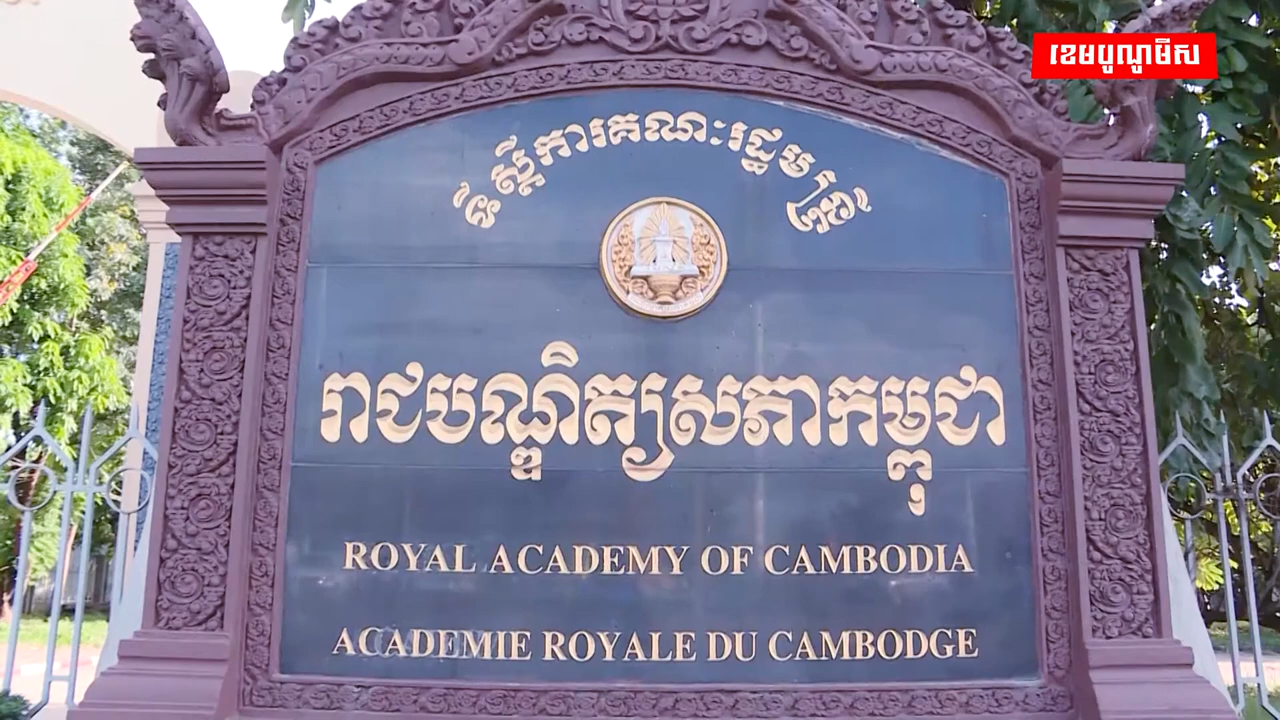 ខេមបូណូមីស
ទីស្តីការគណៈរដ្ឋមន្ត្រី
រាជបណ្ឌិត្យសភាកម្ពុជា
ROYAL ACADEMY OF CAMBODIA
ACADEMIE ROYALE DU CAMBODGE